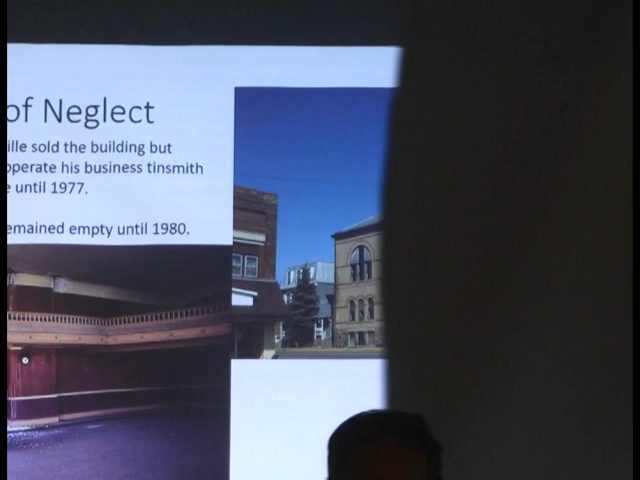 of Neglect
ille sold the building but
operate his business tinsmith
e until 1977.
emained empty until 1980.